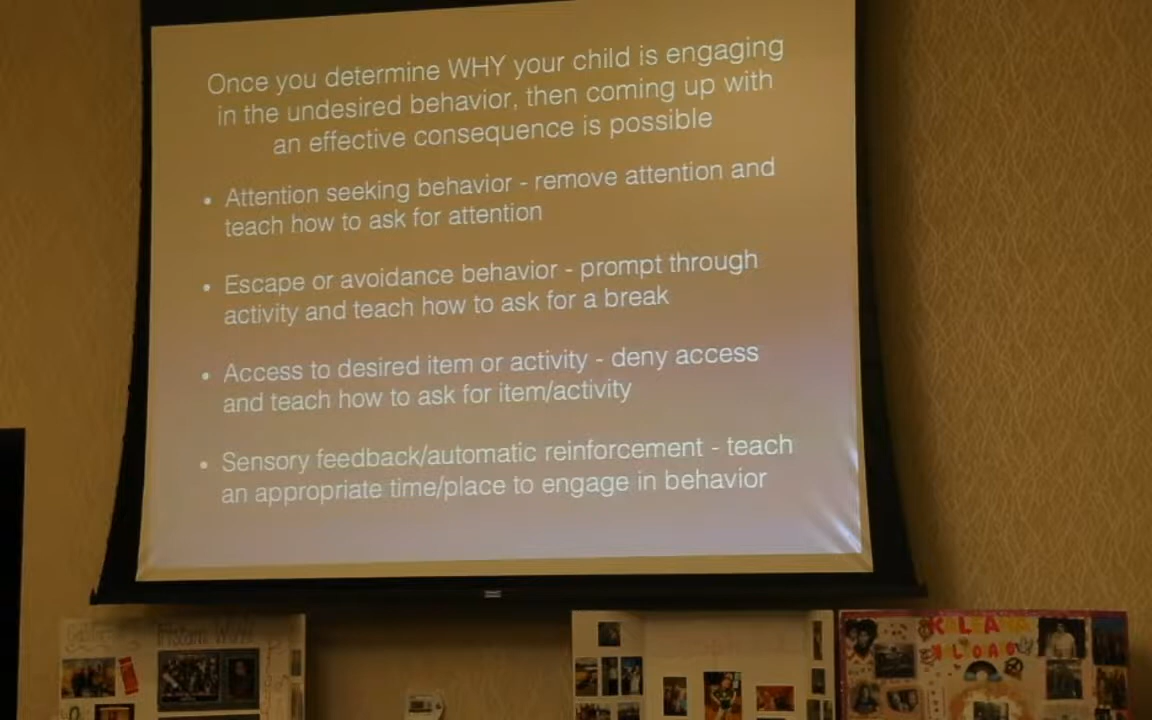 Once you determine WHY your child is engaging
in the undesired behavior, then coming up with
an effective consequence is possible
• Attention seeking behavior - remove attention and
teach how to ask for attention
• Escape or avoidance behavior - prompt through
activity and teach how to ask for a break
• Access to desired item or activity - deny access
and teach how to ask for item/activity
• Sensory feedback/automatic reinforcement - teach
an appropriate time/place to engage in behavior